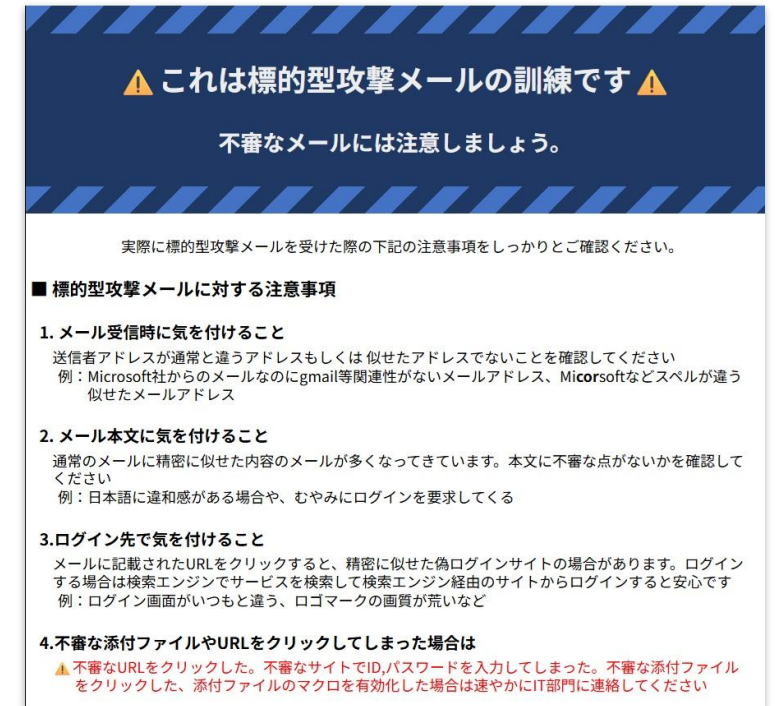 ⚠ これは標的型攻撃メールの訓練です ⚠
不審なメールには注意しましょう。
実際に標的型攻撃メールを受けた際の下記の注意事項をしっかりとご確認ください。
■ 標的型攻撃メールに対する注意事項
1. メール受信時に気を付けること
送信者アドレスが通常と違うアドレスもしくは 似せたアドレスでないことを確認してください
例：Microsoft社からのメールなのにgmail等関連性がないメールアドレス、Micorsoftなどスペルが違う
似せたメールアドレス
2. メール本文に気を付けること
通常のメールに精密に似せた内容のメールが多くなってきています。本文に不審な点がないかを確認して
ください
例：日本語に違和感がある場合や、むやみにログインを要求してくる
3.ログイン先で気を付けること
メールに記載されたURLをクリックすると、精密に似せた偽ログインサイトの場合があります。ログイン
する場合は検索エンジンでサービスを検索して検索エンジン経由のサイトからログインすると安心です
例：ログイン画面がいつもと違う、ロゴマークの画質が荒いなど
4.不審な添付ファイルやURLをクリックしてしまった場合は
⚠不審なURLをクリックした。不審なサイトでID,パスワードを入力してしまった。不審な添付ファイル
をクリックした、添付ファイルのマクロを有効化した場合は速やかにIT部門に連絡してください